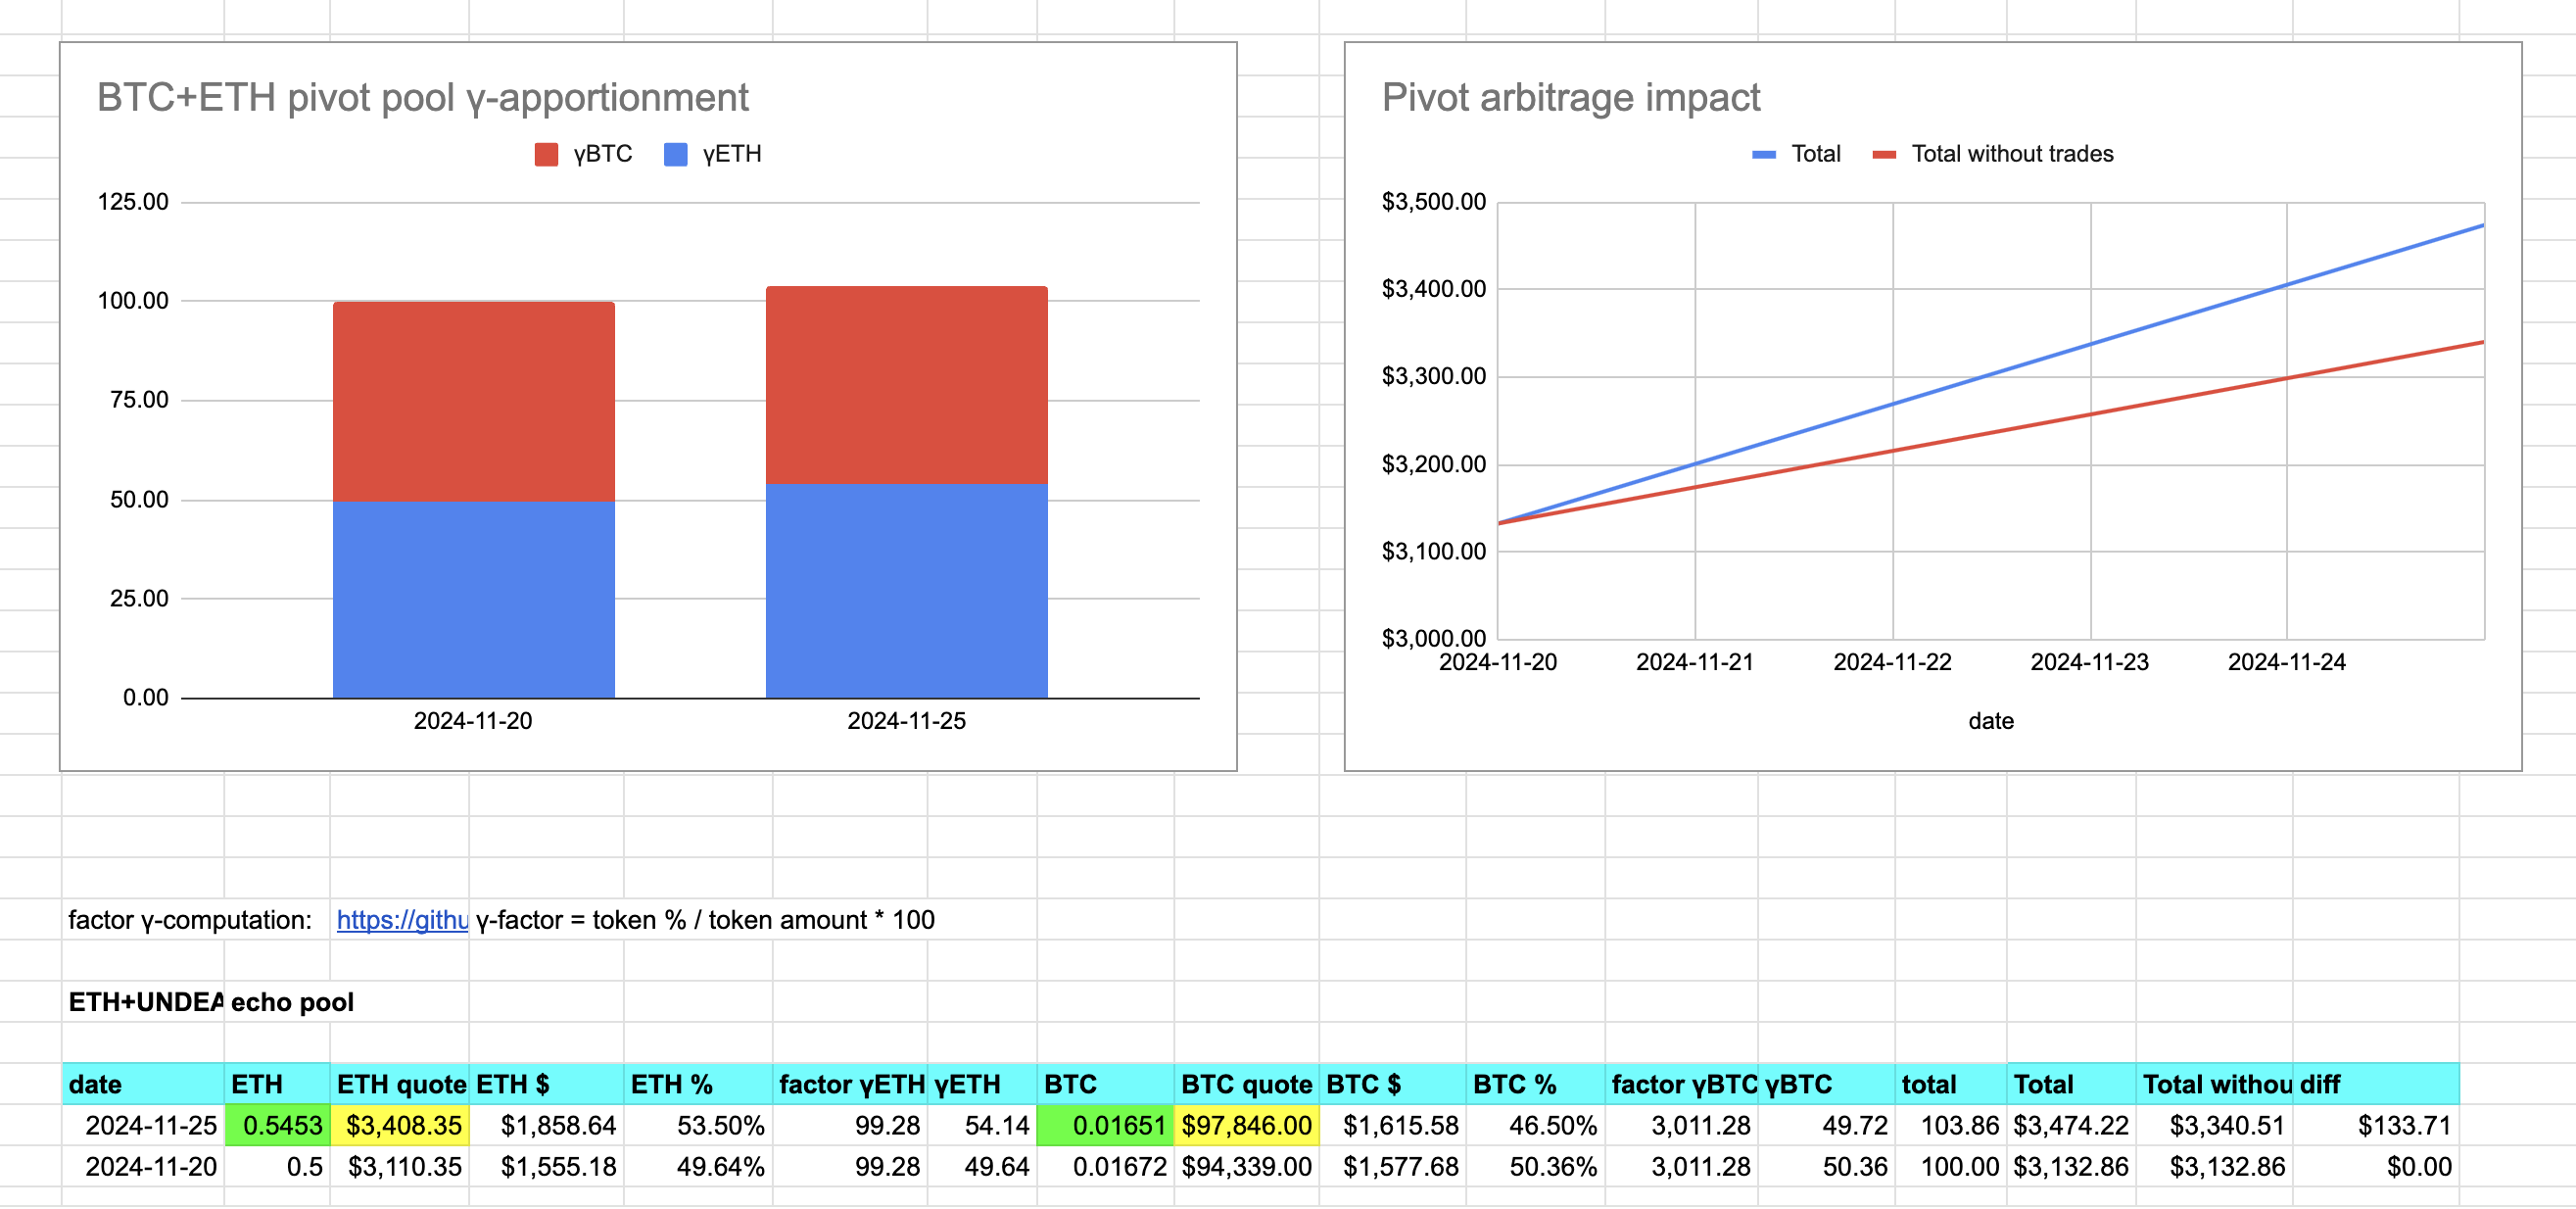 BTC+ETH pivot pool γ-apportionment
γBTC γETH
125.00
100.00
75.00
50.00
25.00
0.00
2024-11-20 2024-11-25
Pivot arbitrage impact
Total Total without trades
$3,500.00
$3,400.00
$3,300.00
$3,200.00
$3,100.00
$3,000.00
2024-11-20 2024-11-21 2024-11-22 2024-11-23 2024-11-24
date
factor γ-computation: https://githu γ-factor = token % / token amount * 100
ETH+UNDEA echo pool
date ETH ETH quote ETH $ ETH % factor γETH γETH BTC BTC quote BTC $ BTC % factor γBTC γBTC total Total Total withou diff
2024-11-25 0.5453 $3,408.35 $1,858.64 53.50% 99.28 54.14 0.01651 $97,846.00 $1,615.58 46.50% 3,011.28 49.72 103.86 $3,474.22 $3,340.51 $133.71
2024-11-20 0.5 $3,110.35 $1,555.18 49.64% 99.28 49.64 0.01672 $94,339.00 $1,577.68 50.36% 3,011.28 50.36 100.00 $3,132.86 $3,132.86 $0.00